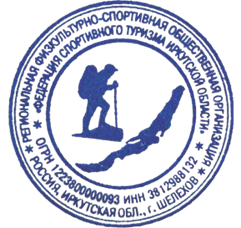 ★ РЕГИОНАЛЬНАЯ ФИЗКУЛЬТУРНО-СПОРТИВНАЯ ОБЩЕСТВЕННАЯ ОРГАНИЗАЦИЯ ★
РОССИЯ, ИРКУТСКАЯ ОБЛ., г. ШЕЛЕХОВ
★ «ФЕДЕРАЦИЯ СПОРТИВНОГО ТУРИЗМА ИРКУТСКОЙ ОБЛАСТИ» ★
ОГРН 1223800000093 ИНН 3812988132